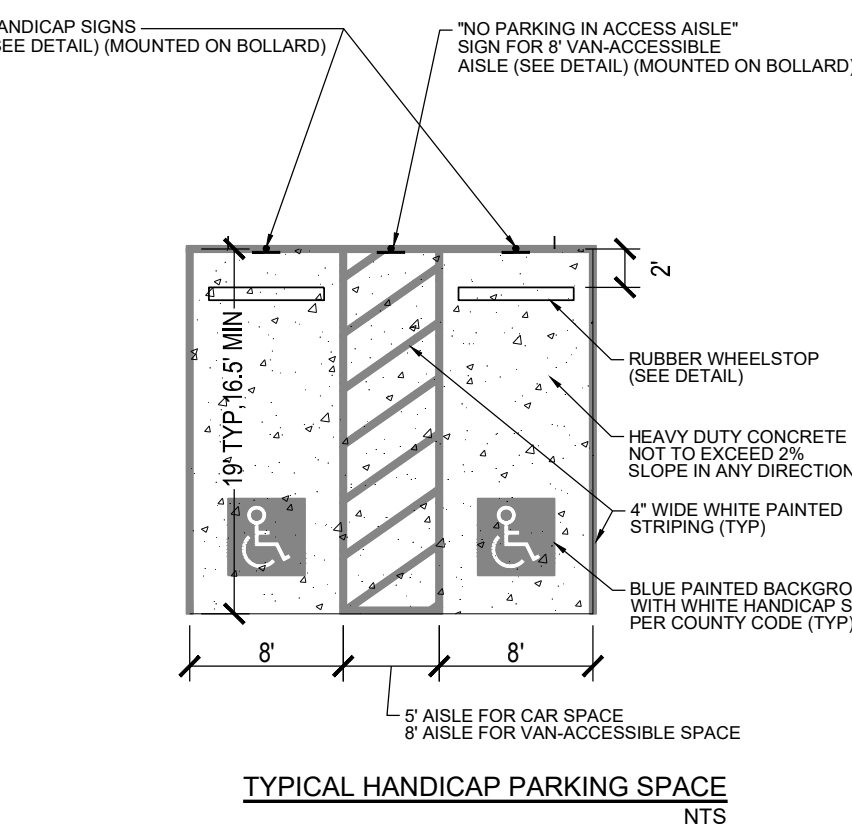 ANDICAP SIGNS
SEE DETAIL) (MOUNTED ON BOLLARD)
"NO PARKING IN ACCESS AISLE"
SIGN FOR 8' VAN-ACCESSIBLE
AISLE (SEE DETAIL) (MOUNTED ON BOLLARD)
2'
19' TYP, 16.5' MIN
RUBBER WHEELSTOP
(SEE DETAIL)
HEAVY DUTY CONCRETE
NOT TO EXCEED 2%
SLOPE IN ANY DIRECTION
4" WIDE WHITE PAINTED
STRIPING (TYP)
BLUE PAINTED BACKGRO
WITH WHITE HANDICAP S
PER COUNTY CODE (TYP)
8'
8'
5' AISLE FOR CAR SPACE
8' AISLE FOR VAN-ACCESSIBLE SPACE
TYPICAL HANDICAP PARKING SPACE
NTS